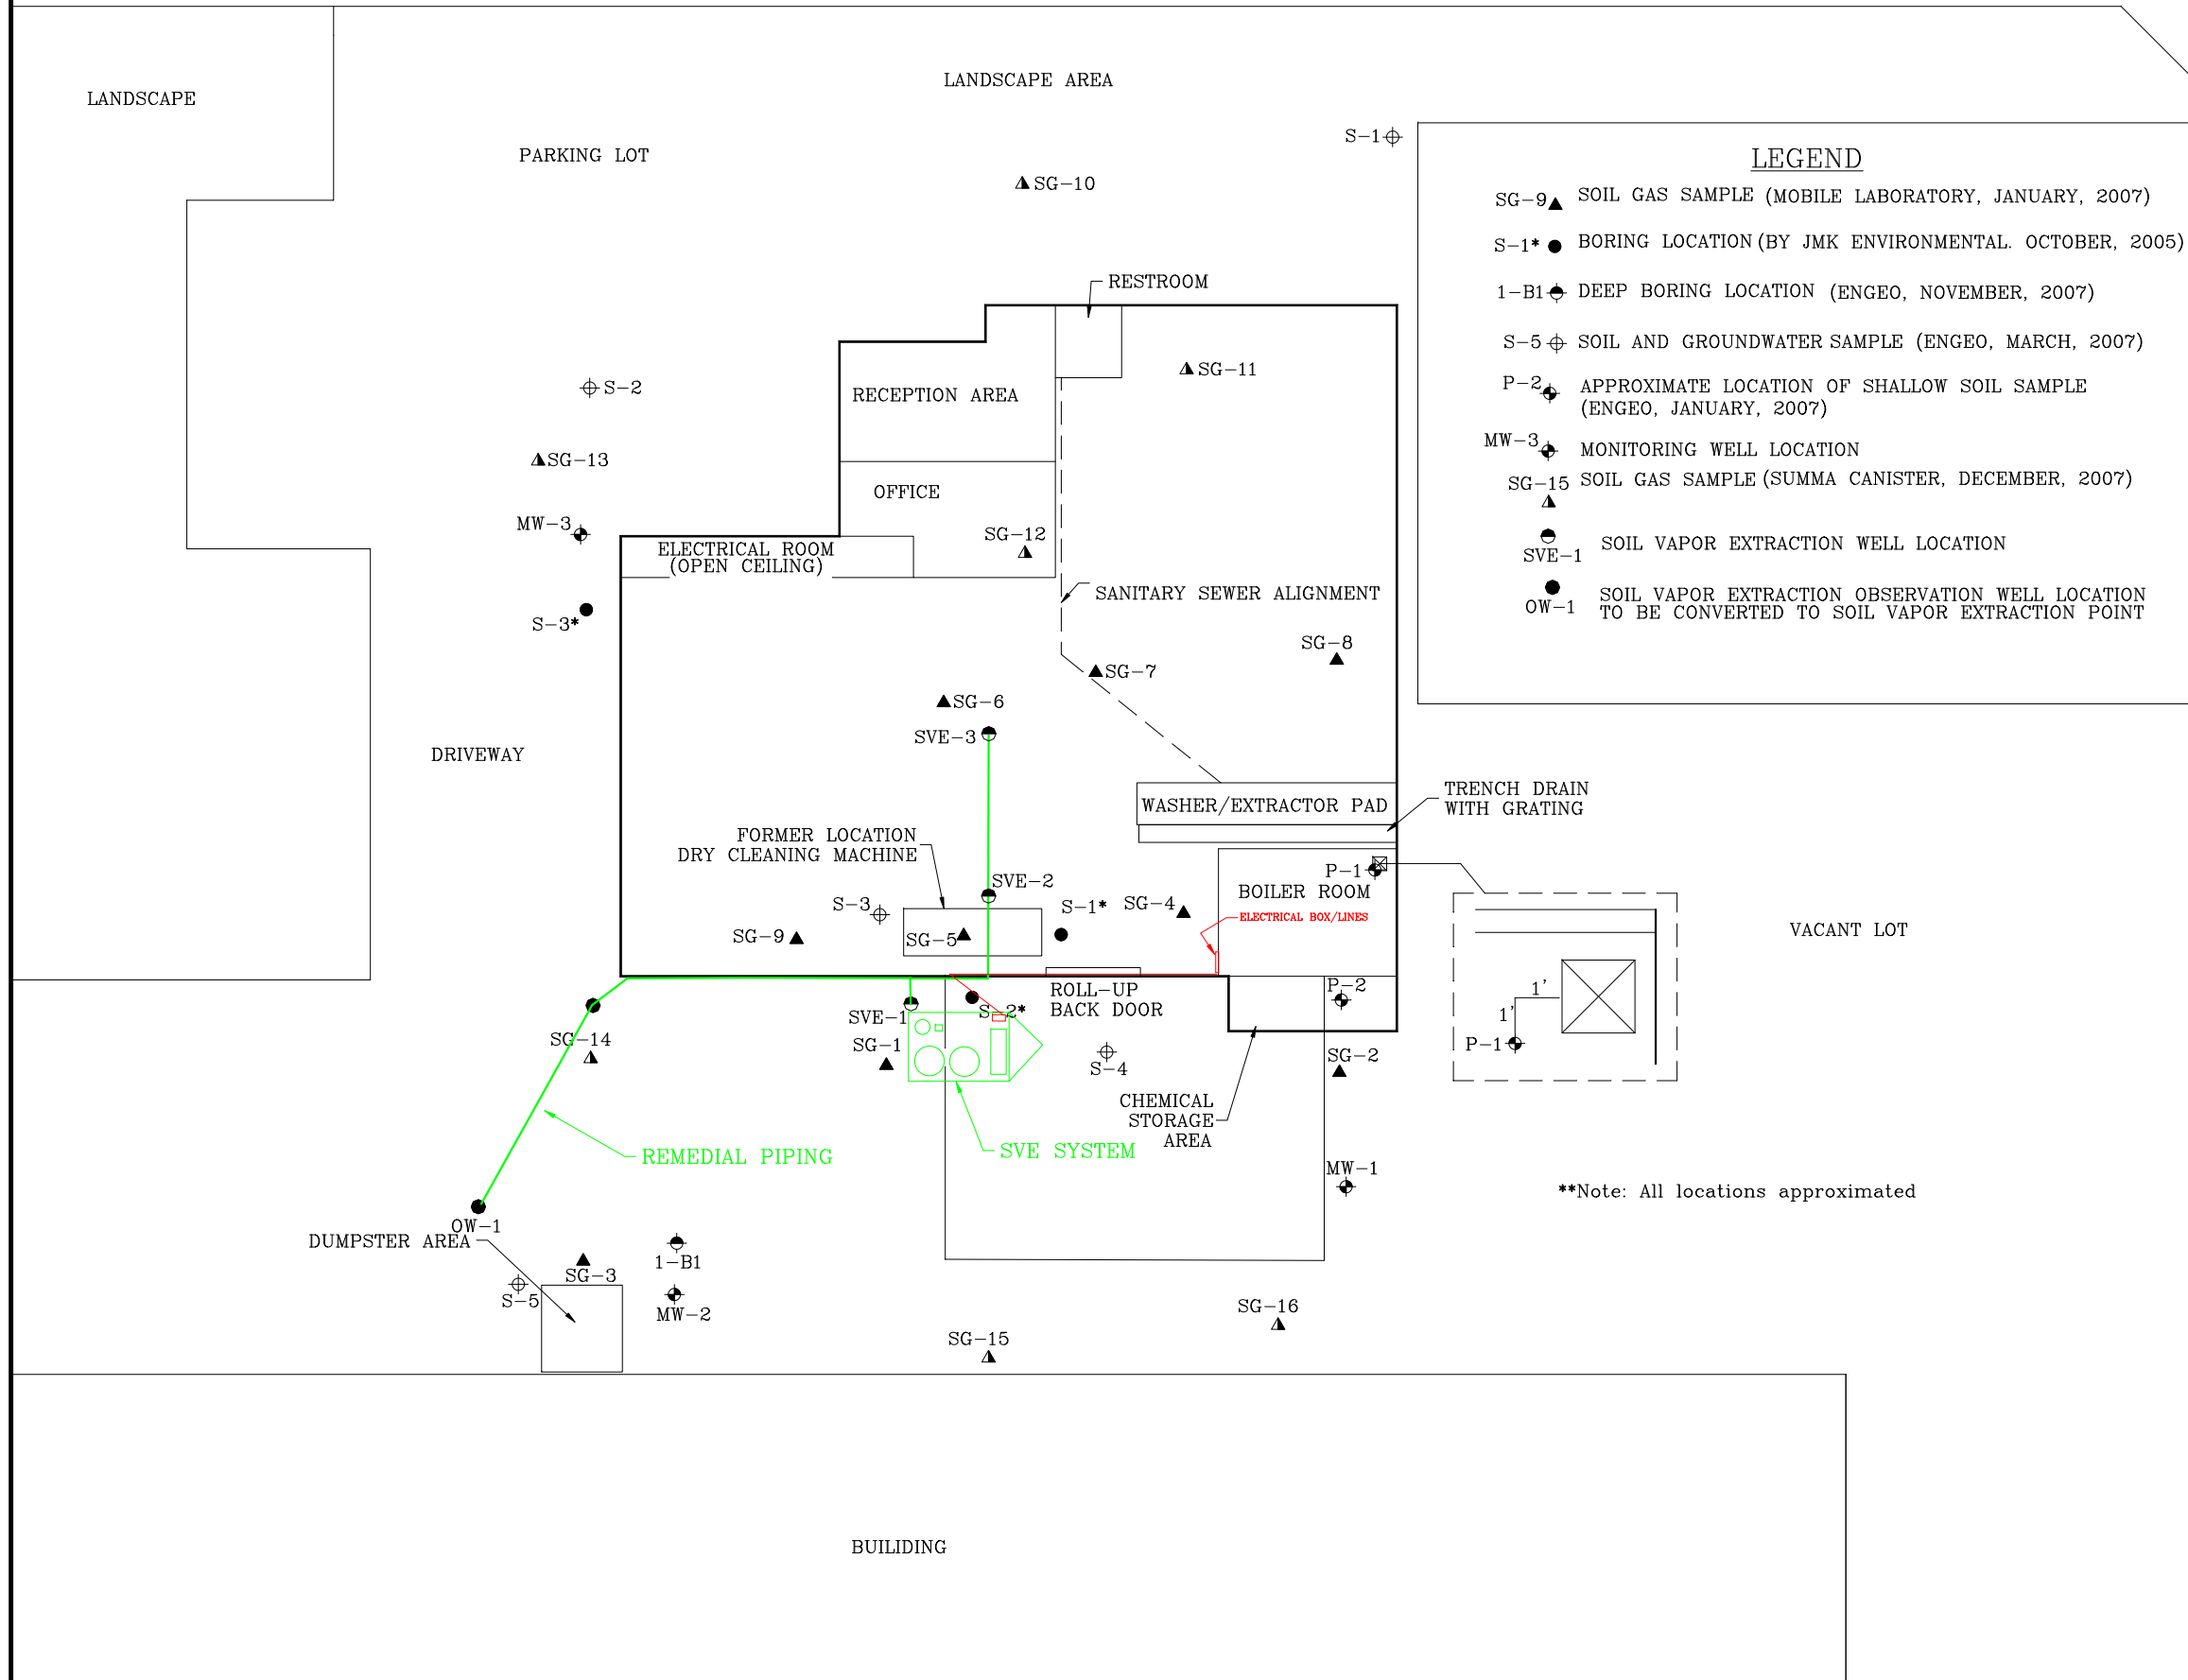 LANDSCAPE
LANDSCAPE AREA
PARKING LOT
S-1
SG-10
LEGEND
SG-9 SOIL GAS SAMPLE (MOBILE LABORATORY, JANUARY, 2007)
S-1* BORING LOCATION (BY JMK ENVIRONMENTAL. OCTOBER, 2005)
1-B1 DEEP BORING LOCATION (ENGEO, NOVEMBER, 2007)
S-5 SOIL AND GROUNDWATER SAMPLE (ENGEO, MARCH, 2007)
P-2 APPROXIMATE LOCATION OF SHALLOW SOIL SAMPLE
(ENGEO, JANUARY, 2007)
MW-3 MONITORING WELL LOCATION
SG-15 SOIL GAS SAMPLE (SUMMA CANISTER, DECEMBER, 2007)
SVE-1 SOIL VAPOR EXTRACTION WELL LOCATION
OW-1 SOIL VAPOR EXTRACTION OBSERVATION WELL LOCATION
TO BE CONVERTED TO SOIL VAPOR EXTRACTION POINT
RESTROOM
SG-11
S-2
RECEPTION AREA
SG-13
OFFICE
MW-3
SG-12
ELECTRICAL ROOM
(OPEN CEILING)
SANITARY SEWER ALIGNMENT
S-3*
SG-8
SG-7
SG-6
SVE-3
DRIVEWAY
TRENCH DRAIN
WITH GRATING
WASHER/EXTRACTOR PAD
FORMER LOCATION
DRY CLEANING MACHINE
P-1
SVE-2
BOILER ROOM
S-3
S-1*
SG-4
ELECTRICAL BOX/LINES
SG-9
SG-5
VACANT LOT
P-2
ROLL-UP
BACK DOOR
S-2*
SVE-1
1'
1'
P-1
SG-14
SG-1
S-4
SG-2
CHEMICAL
STORAGE
AREA
REMEDIAL PIPING
SVE SYSTEM
MW-1
**Note: All locations approximated
OW-1
DUMPSTER AREA
1-B1
SG-3
S-5
MW-2
SG-16
SG-15
BUILIDING